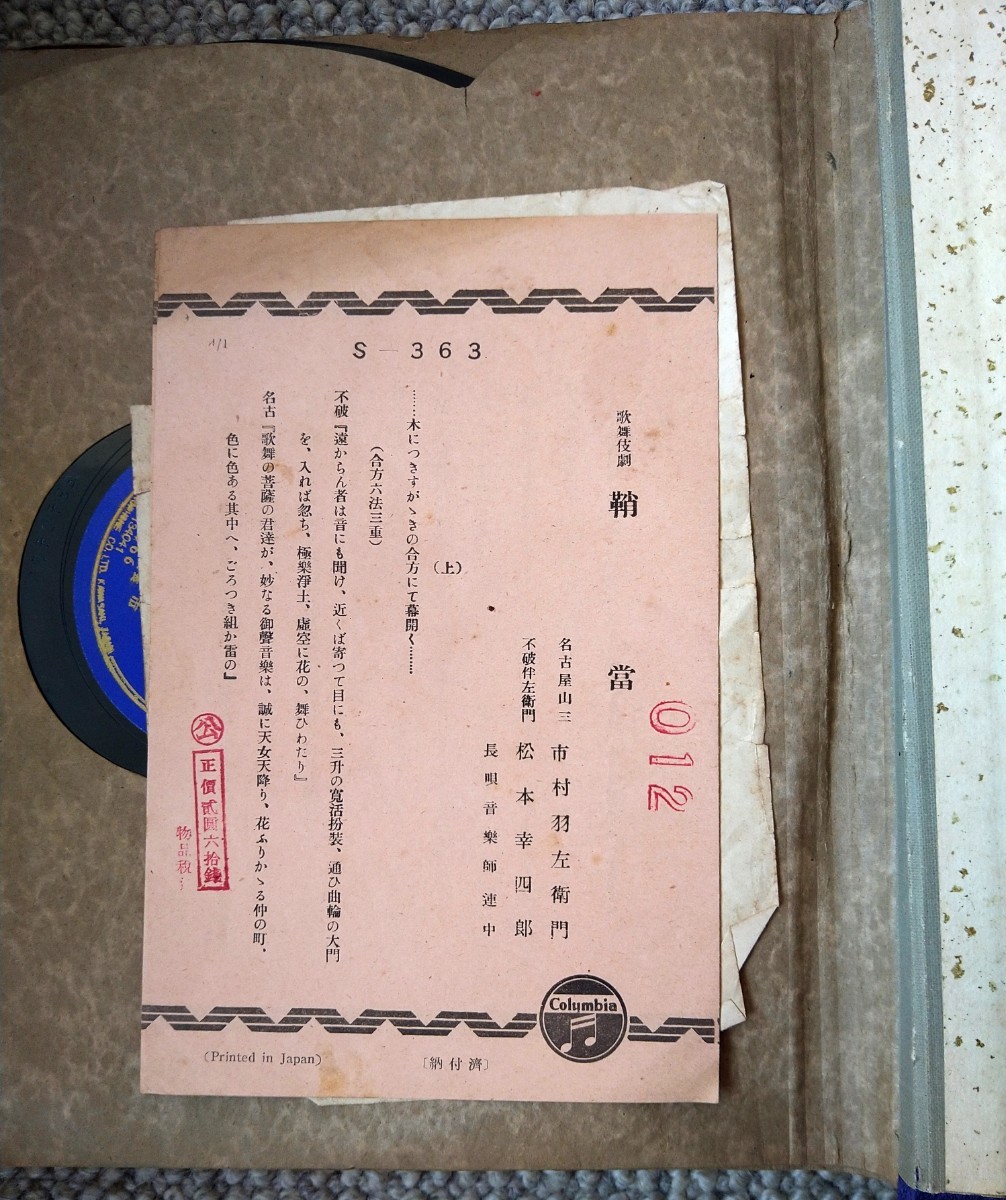 S—363
歌舞伎劇 鞘當
名古屋山三 市村羽左衛門
不破伴左衛門 松本幸四郎
長唄音樂師連中
(上)
……木につきすがゝきの合方にて幕開く……
(合方六法三重)
不破『遠からん者は音にも聞け、近くば寄つて目にも、三升の寛活扮装、通ひ曲輪の大門
を、入れば忽ち、極樂淨土、虛空に花の、舞ひわたり』
名古『歌舞の菩薩の君達が、妙なる御聲音樂は、誠に天女天降り、花ふりかゝる仲の町、
色に色ある其中へ、ごろつき組か雷の』
012
公
正價貳圓六拾錢
物品税
1/1
Columbia
(Printed in Japan)
〔納付濟〕
CO., LTD. KAWASAKI, JAPAN